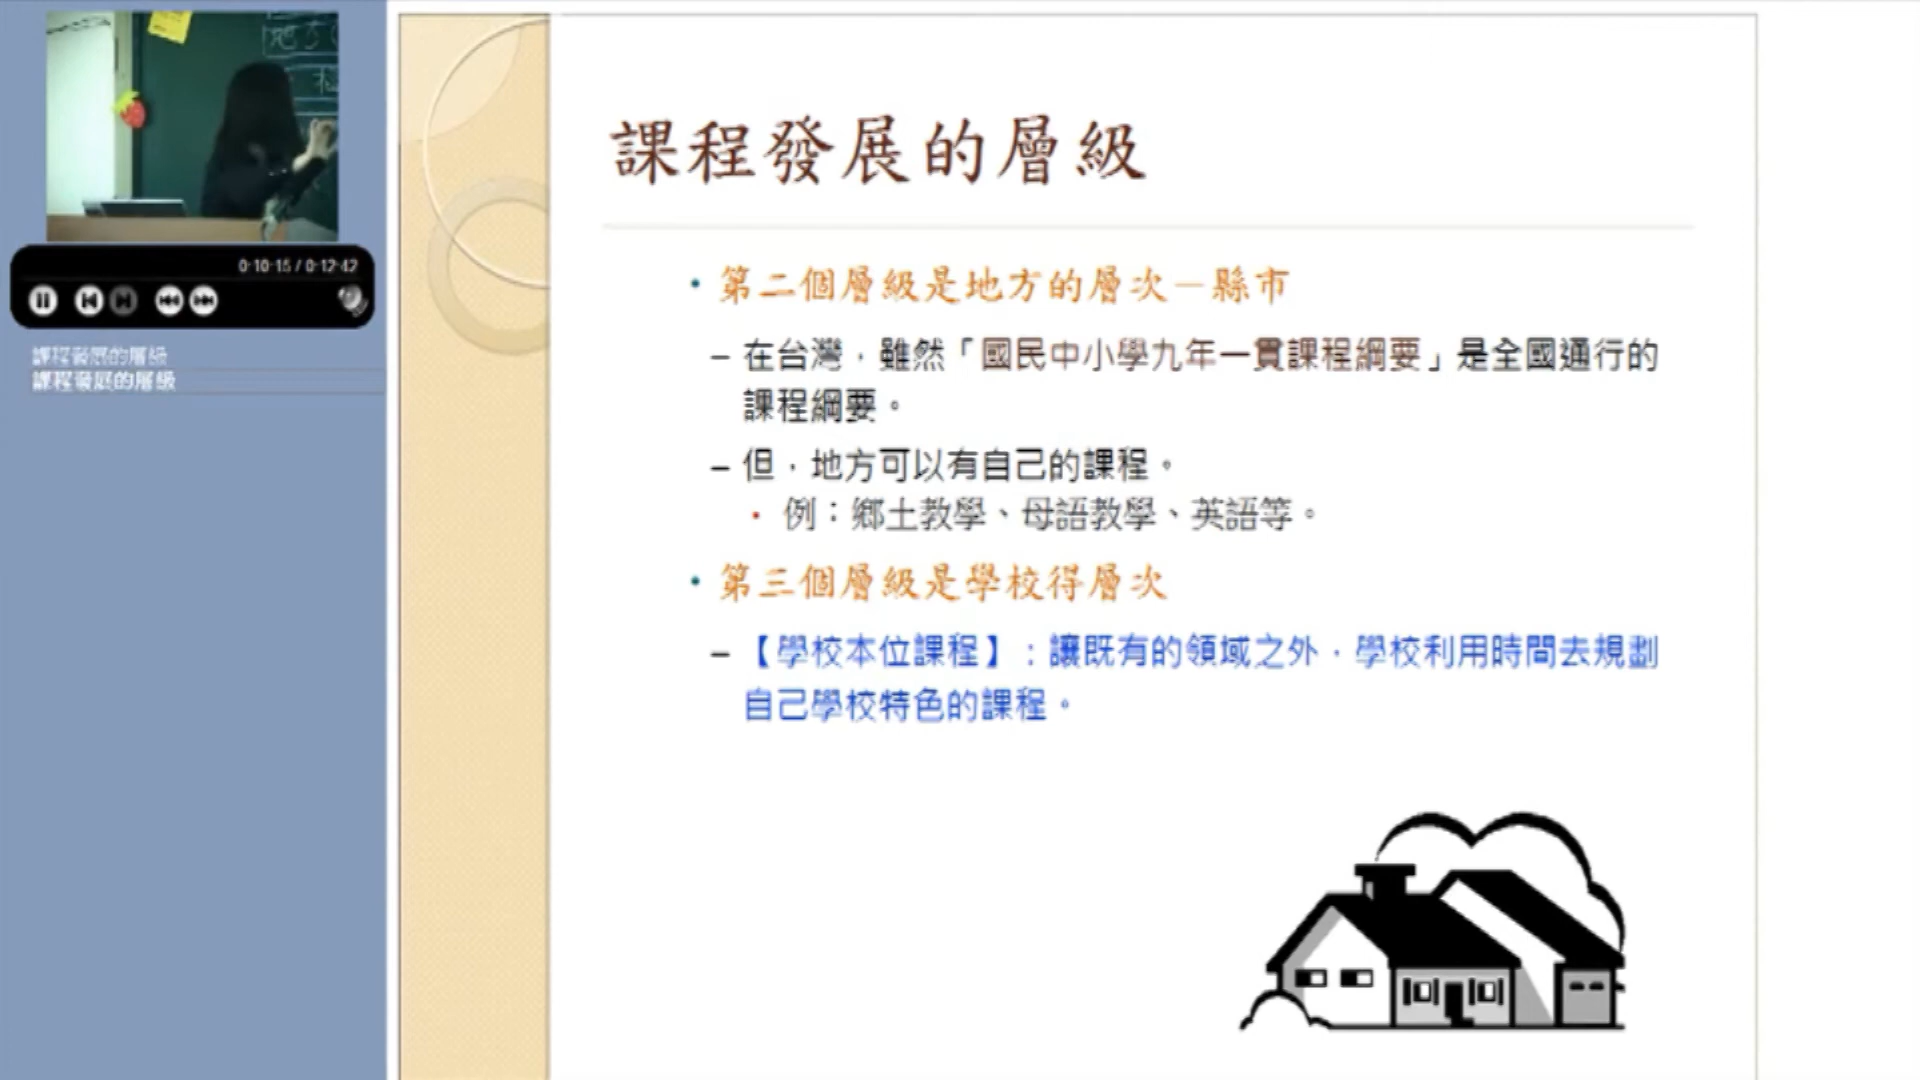 地方
0:10:15 / 0:12:42
課程發展的層級
課程發展的層級
課程發展的層級
• 第二個層級是地方的層次－縣市
– 在台灣，雖然「國民中小學九年一貫課程綱要」是全國通行的
課程綱要。
– 但，地方可以有自己的課程。
• 例：鄉土教學、母語教學、英語等。
• 第三個層級是學校得層次
– 【學校本位課程】：讓既有的領域之外，學校利用時間去規劃
自己學校特色的課程。